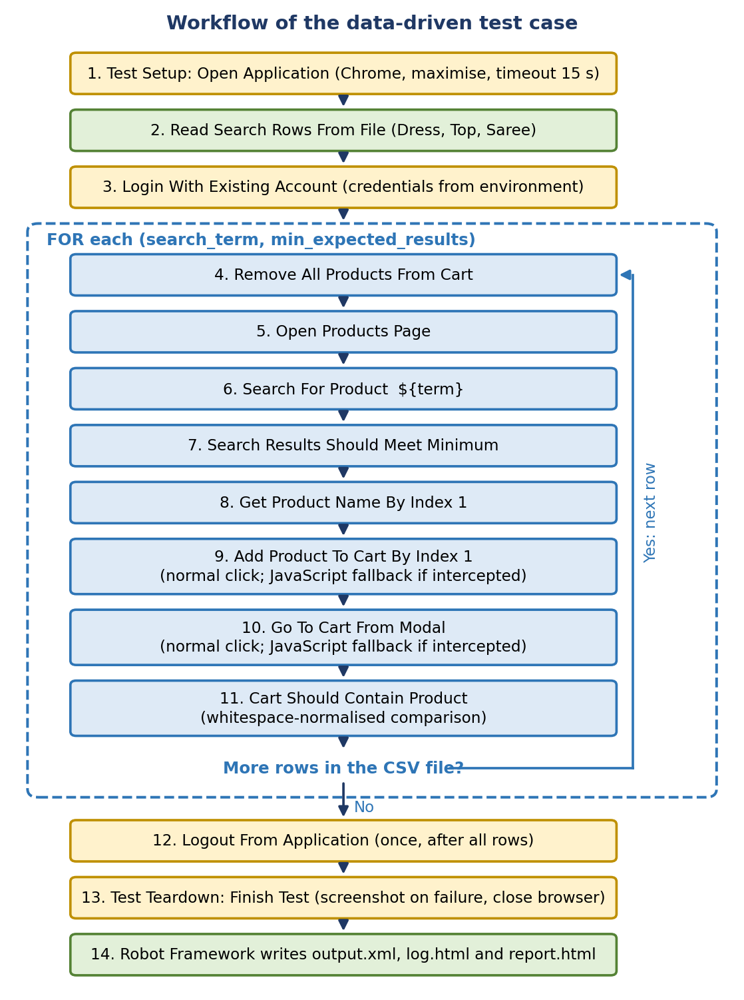 Workflow of the data-driven test case
1. Test Setup: Open Application (Chrome, maximise, timeout 15 s)
2. Read Search Rows From File (Dress, Top, Saree)
3. Login With Existing Account (credentials from environment)
FOR each (search_term, min_expected_results)
4. Remove All Products From Cart
5. Open Products Page
6. Search For Product  ${term}
7. Search Results Should Meet Minimum
8. Get Product Name By Index 1
9. Add Product To Cart By Index 1
(normal click; JavaScript fallback if intercepted)
10. Go To Cart From Modal
(normal click; JavaScript fallback if intercepted)
11. Cart Should Contain Product
(whitespace-normalised comparison)
More rows in the CSV file?
Yes: next row
No
12. Logout From Application (once, after all rows)
13. Test Teardown: Finish Test (screenshot on failure, close browser)
14. Robot Framework writes output.xml, log.html and report.html